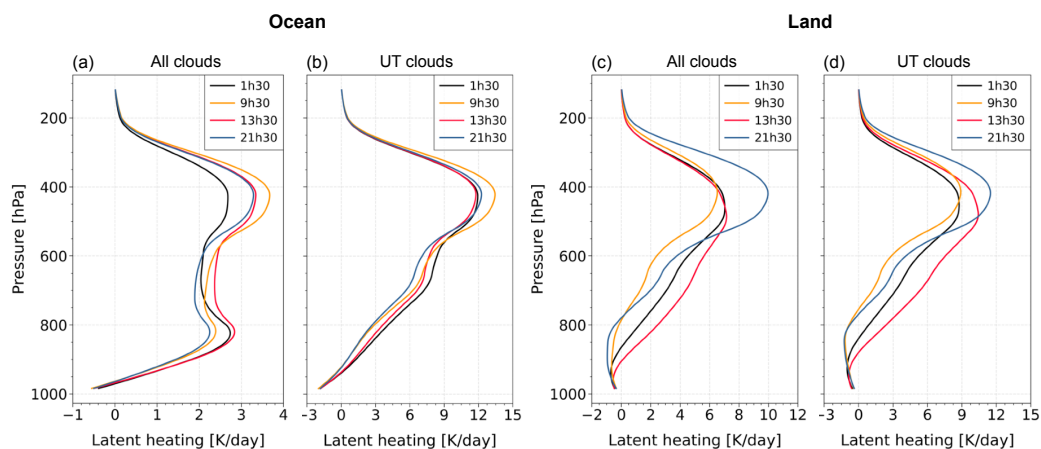 Ocean
Land
(a) All clouds
(b) UT clouds
(c) All clouds
(d) UT clouds
1h30
9h30
13h30
21h30
1h30
9h30
13h30
21h30
1h30
9h30
13h30
21h30
1h30
9h30
13h30
21h30
Pressure [hPa]
200
400
600
800
1000
Pressure [hPa]
200
400
600
800
1000
−1 0 1 2 3 4
−3 0 3 6 9 12 15
−2 0 2 4 6 8 10 12
−3 0 3 6 9 12 15
Latent heating [K/day]
Latent heating [K/day]
Latent heating [K/day]
Latent heating [K/day]